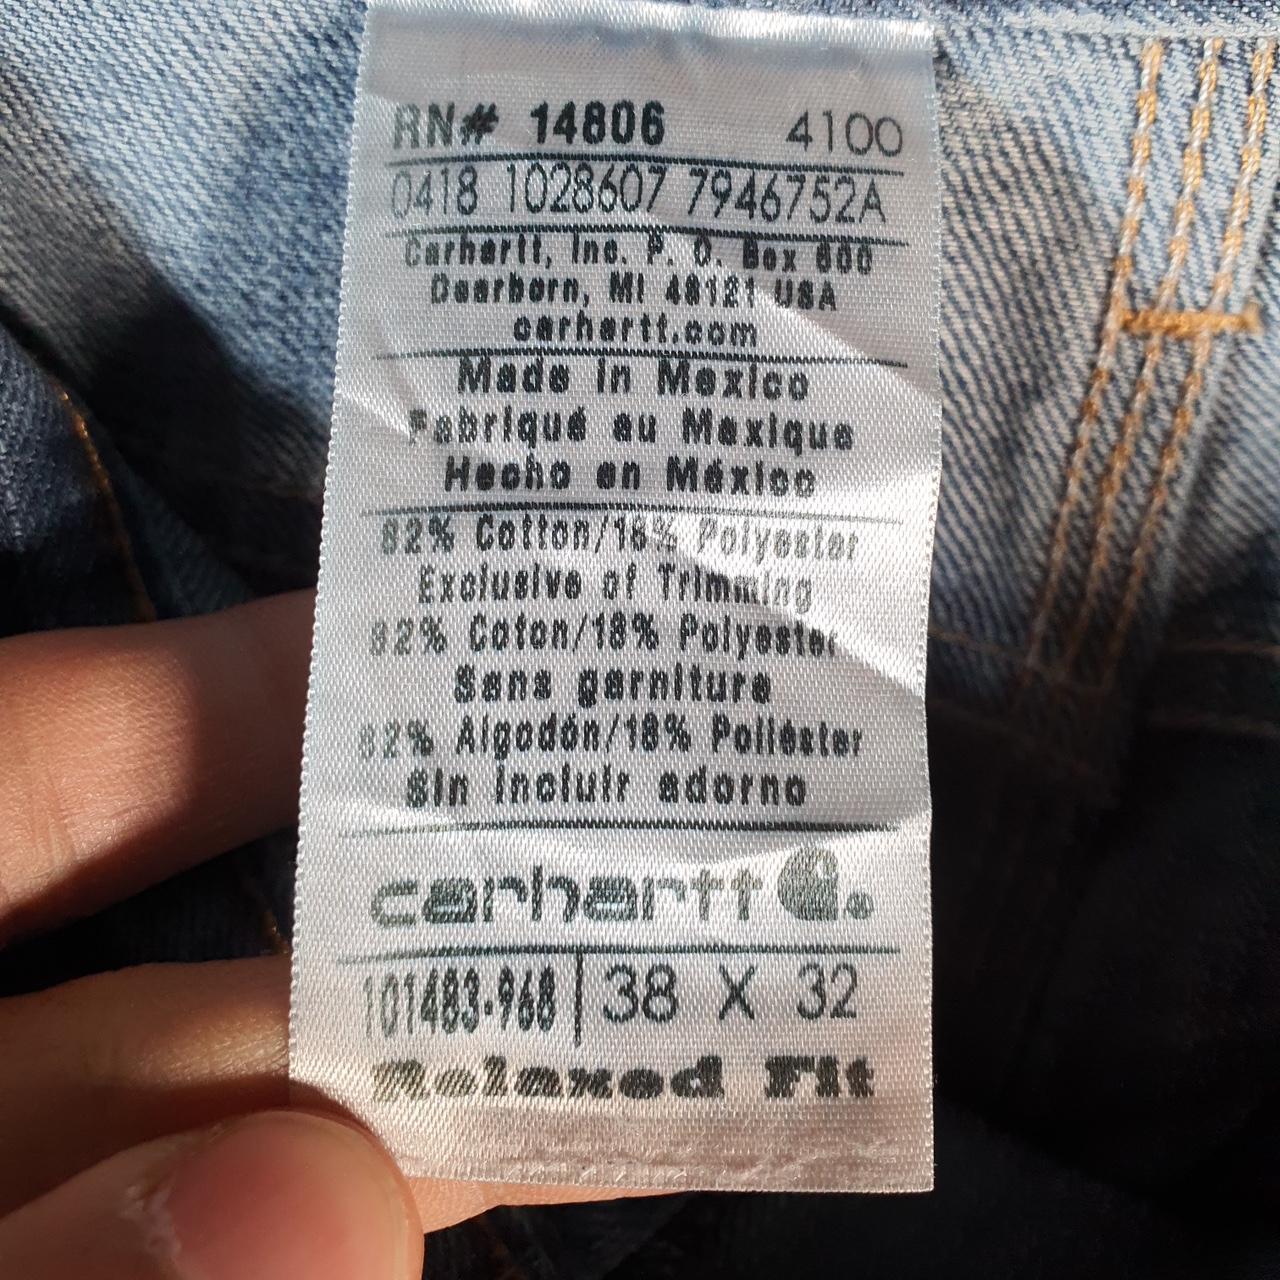 RN# 14806 4100
0418 1028607 7946752A
Carhartt, Inc. P. O. Box 600
Dearborn, MI 48121 USA
carhartt.com
Made in Mexico
Fabriqué au Mexique
Hecho en México
82% Cotton/18% Polyester
Exclusive of Trimming
82% Coton/18% Polyester
Sans garniture
82% Algodón/18% Poliéster
Sin incluir adorno
carhartt ®
101483-968 38 X 32
Relaxed Fit